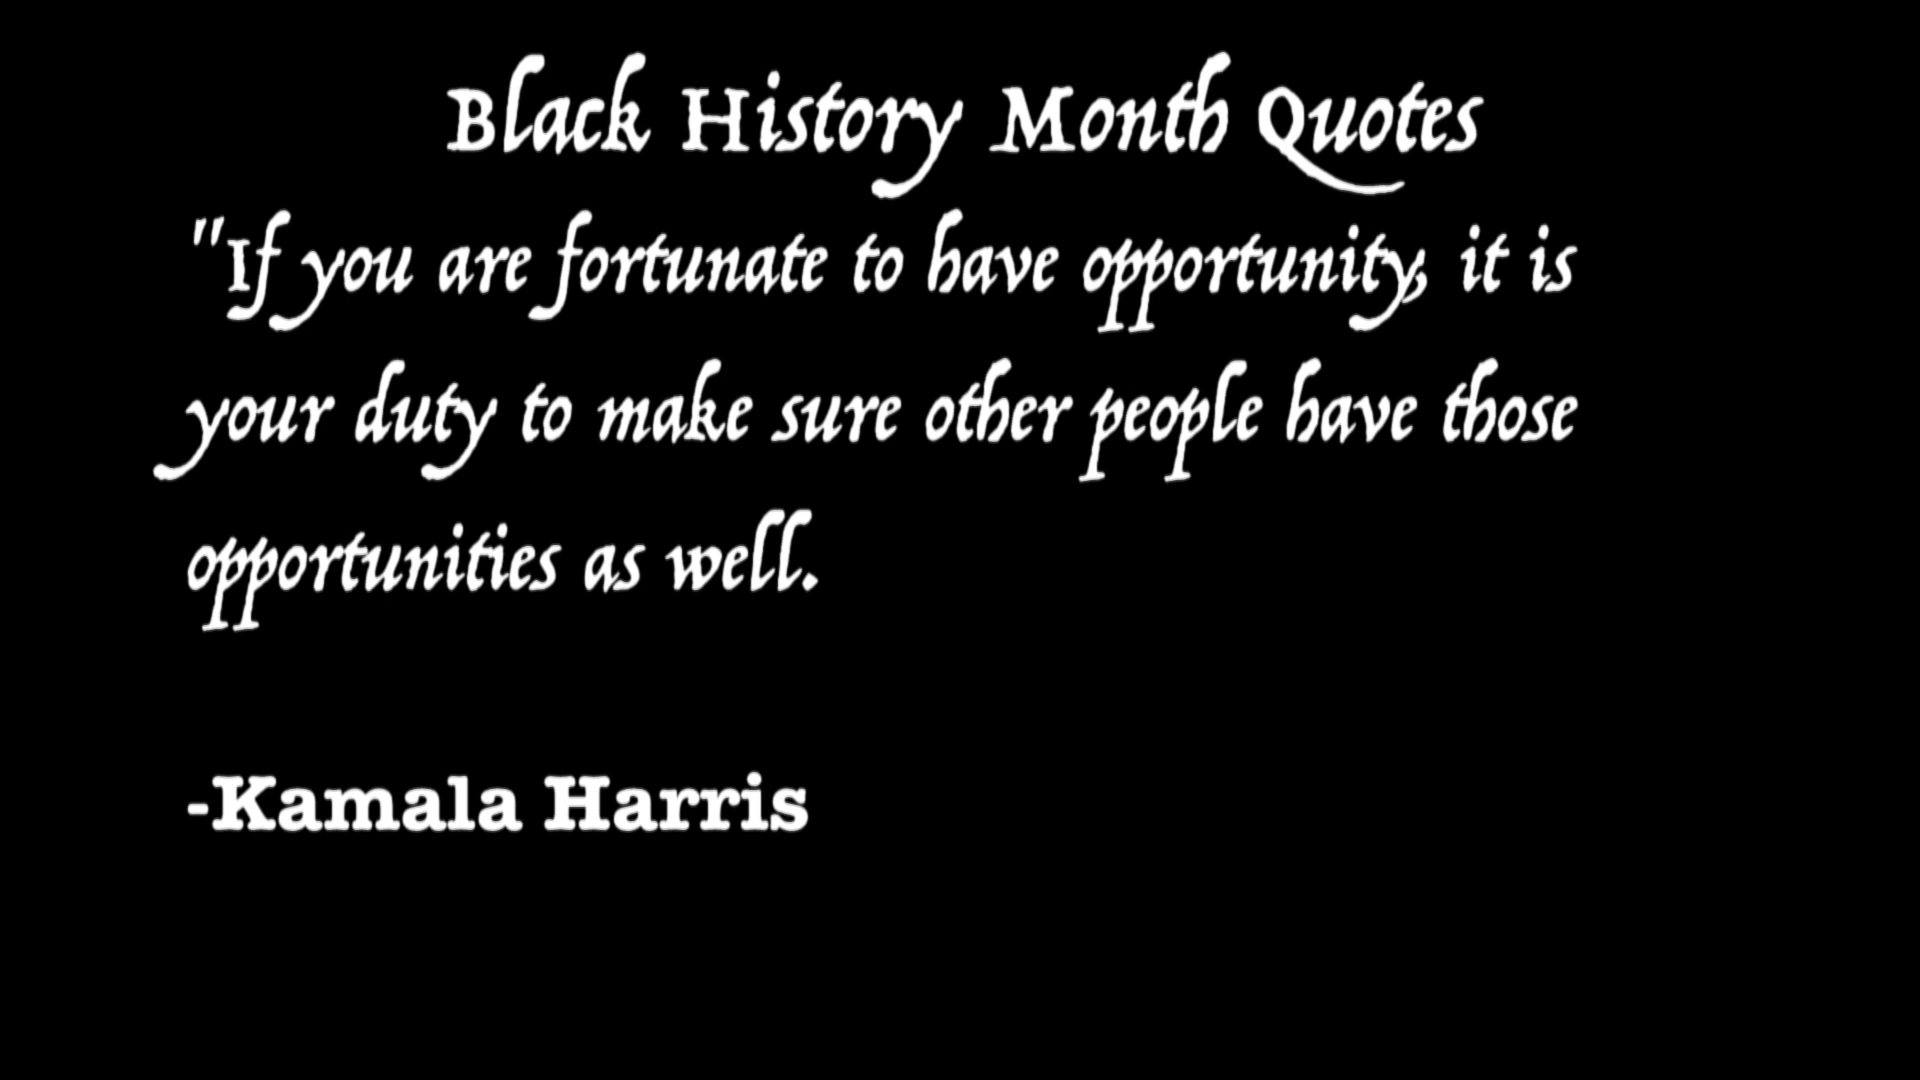 Black History Month Quotes
"If you are fortunate to have opportunity, it is
your duty to make sure other people have those
opportunities as well.
-Kamala Harris